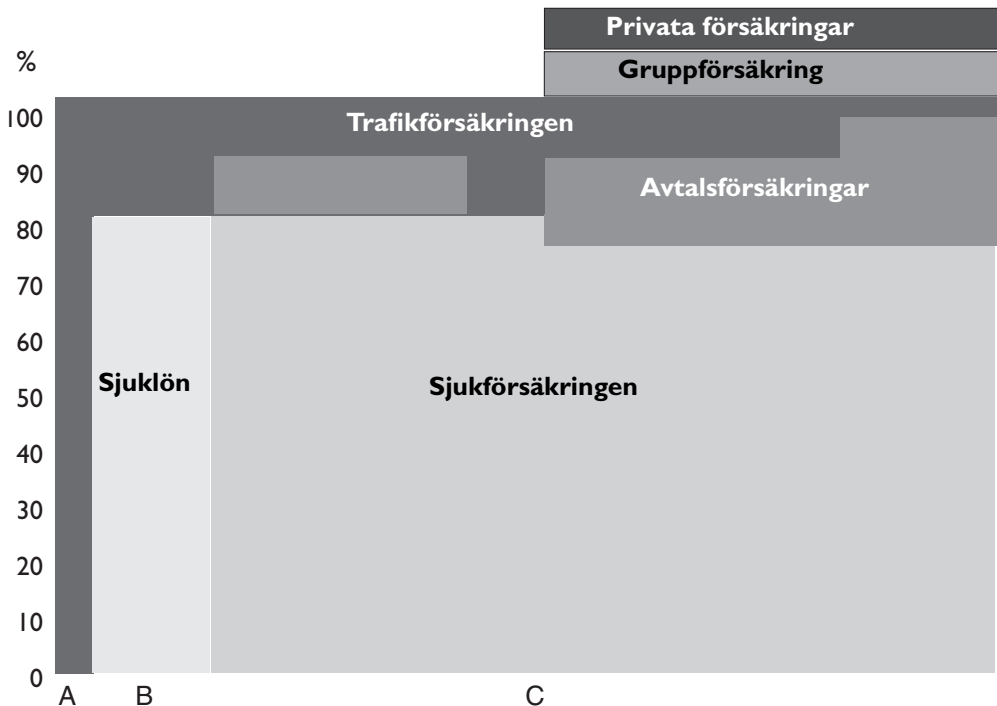 Privata försäkringar
%
Gruppförsäkring
100
Trafikförsäkringen
90
Avtalsförsäkringar
80
70
60
Sjuklön
Sjukförsäkringen
50
40
30
20
10
0
A B C